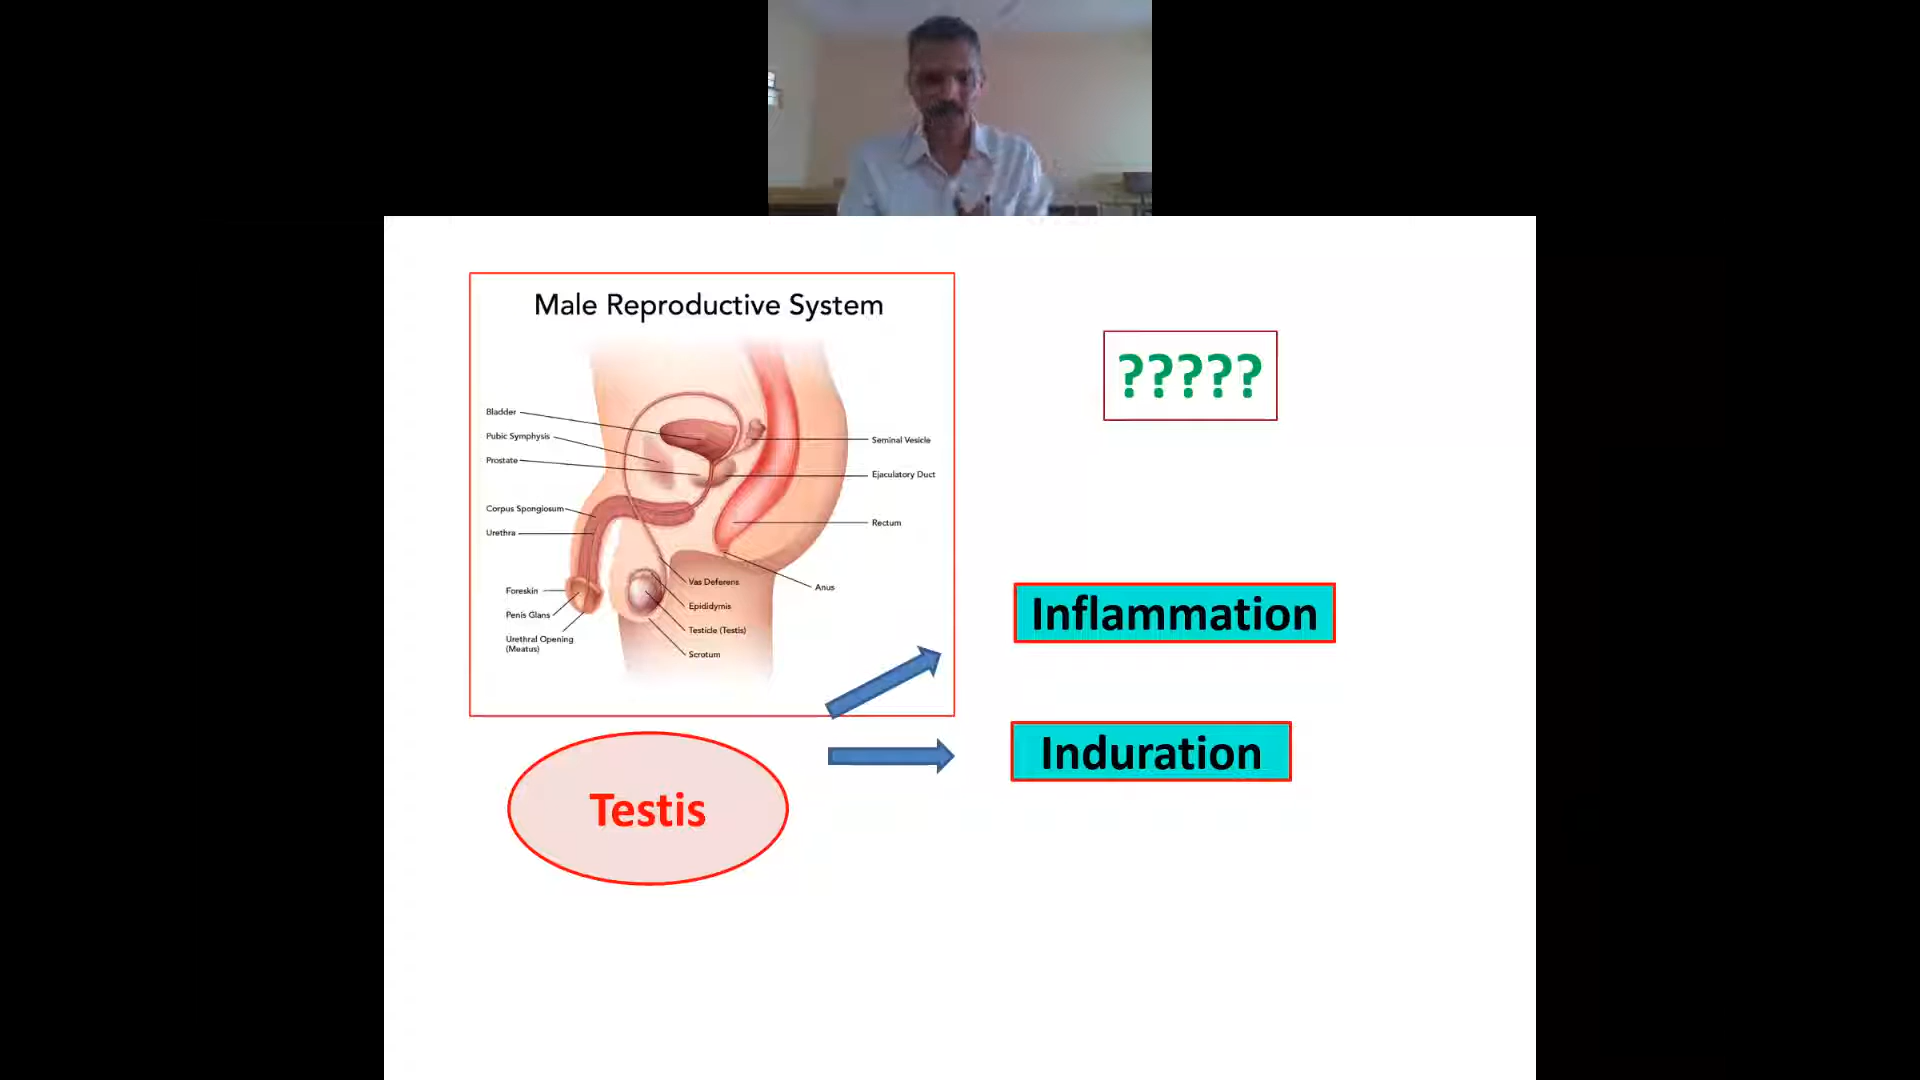 Male Reproductive System
Bladder
Pubic Symphysis
Prostate
Corpus Spongiosum
Urethra
Foreskin
Penis Glans
Urethral Opening
(Meatus)
Seminal Vesicle
Ejaculatory Duct
Rectum
Anus
Vas Deferens
Epididymis
Testicle (Testis)
Scrotum
?????
Inflammation
Induration
Testis